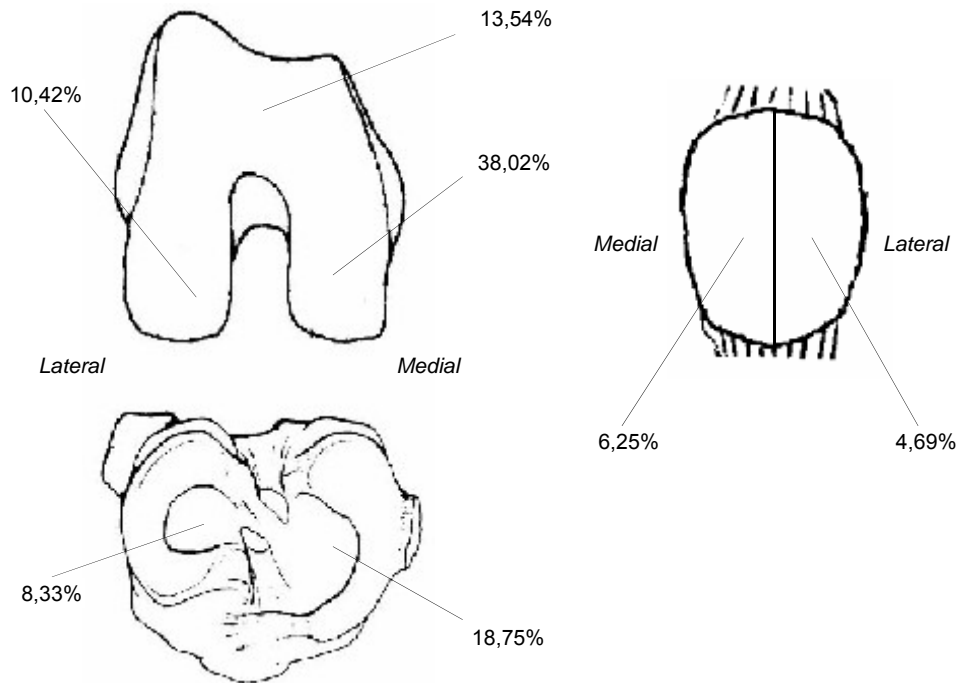 13,54%
10,42%
38,02%
Medial
Lateral
Lateral
Medial
6,25%
4,69%
8,33%
18,75%